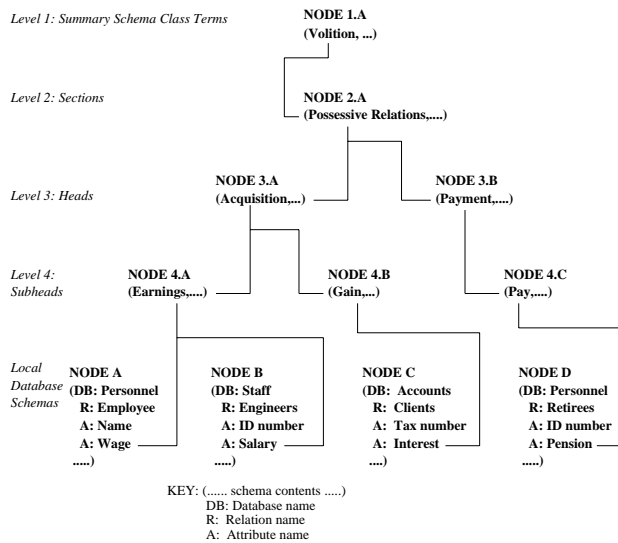 Level 1: Summary Schema Class Terms
NODE 1.A
(Volition, ...)
Level 2: Sections
NODE 2.A
(Possessive Relations,....)
Level 3: Heads
NODE 3.A
(Acquisition,...)
NODE 3.B
(Payment,....)
Level 4:
Subheads
NODE 4.A
(Earnings,....)
NODE 4.B
(Gain,...)
NODE 4.C
(Pay,....)
Local
Database
Schemas
NODE A
(DB: Personnel
R: Employee
A: Name
A: Wage
.....)
NODE B
(DB: Staff
R: Engineers
A: ID number
A: Salary
.....)
NODE C
(DB: Accounts
R: Clients
A: Tax number
A: Interest
....)
NODE D
(DB: Personnel
R: Retirees
A: ID number
A: Pension
.....)
KEY: (...... schema contents .....)
DB: Database name
R: Relation name
A: Attribute name